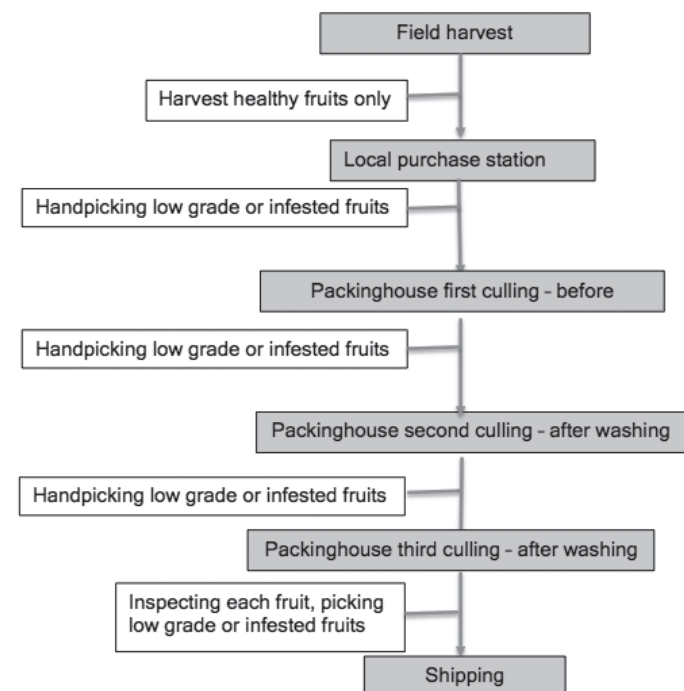 Field harvest
Harvest healthy fruits only
Local purchase station
Handpicking low grade or infested fruits
Packinghouse first culling - before
Handpicking low grade or infested fruits
Packinghouse second culling - after washing
Handpicking low grade or infested fruits
Packinghouse third culling - after washing
Inspecting each fruit, picking
low grade or infested fruits
Shipping